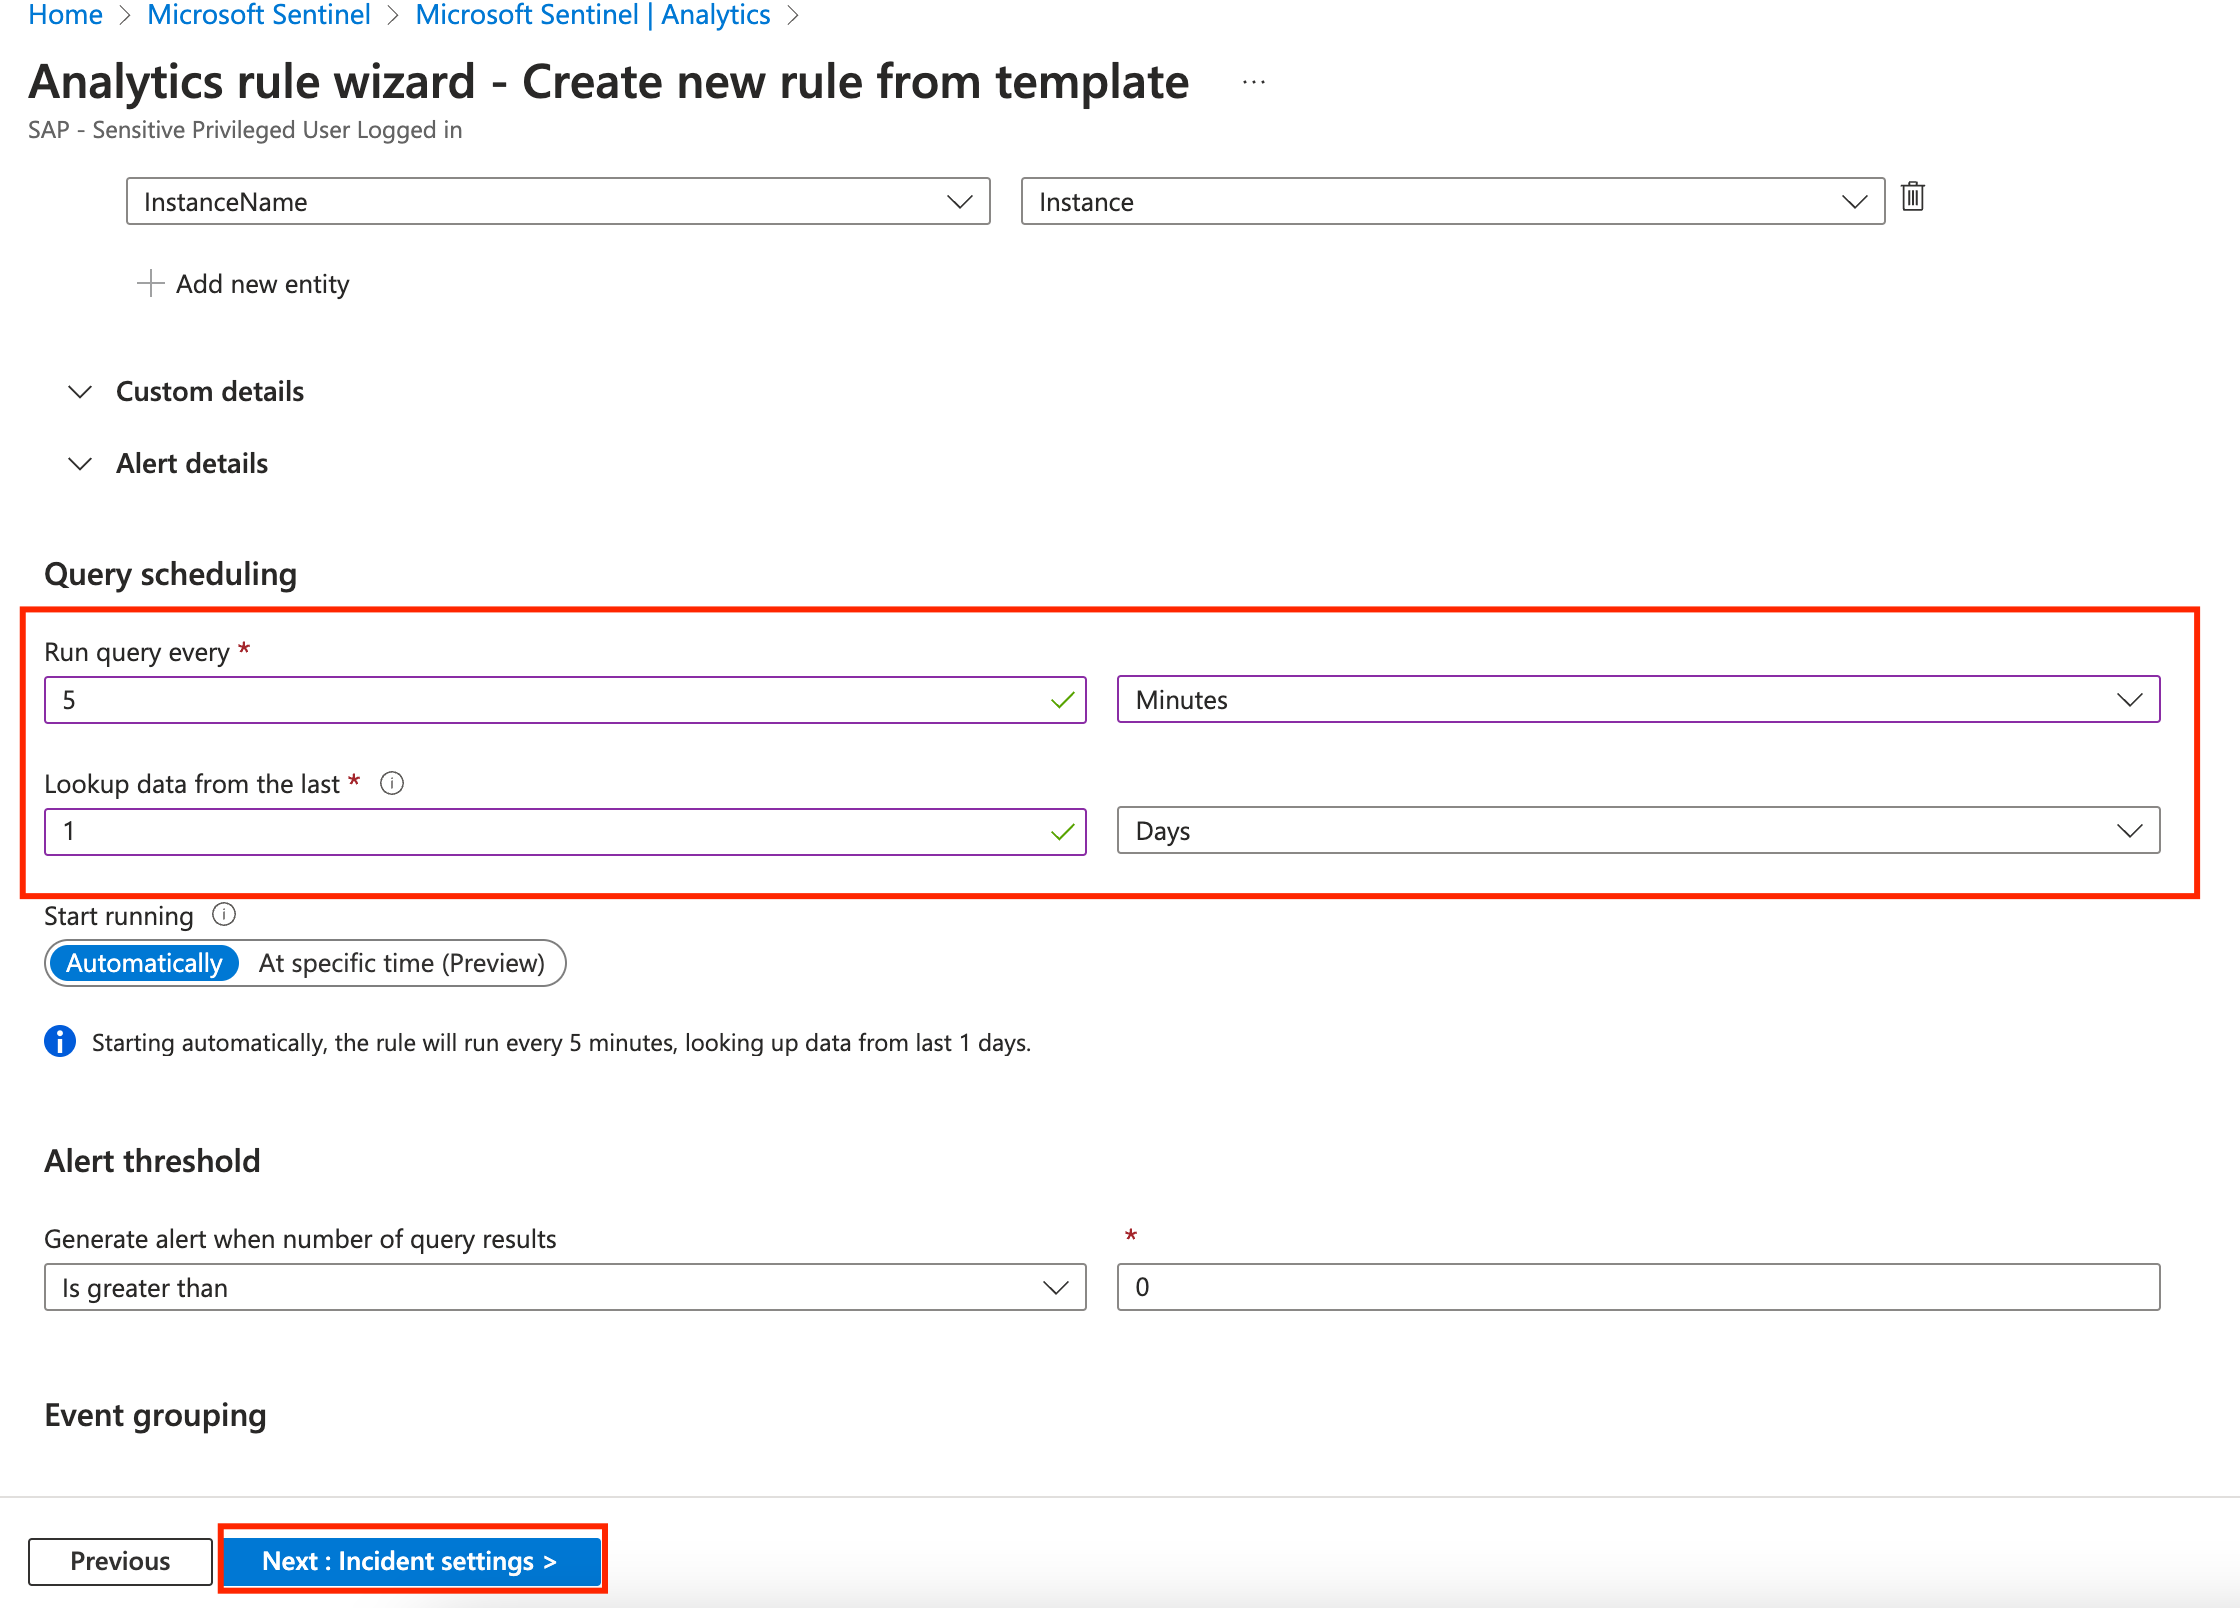 Home > Microsoft Sentinel > Microsoft Sentinel | Analytics >
Analytics rule wizard - Create new rule from template ...
SAP - Sensitive Privileged User Logged in
InstanceName Instance
Add new entity
Custom details
Alert details
Query scheduling
Run query every *
5 Minutes
Lookup data from the last *
1 Days
Start running
Automatically At specific time (Preview)
Starting automatically, the rule will run every 5 minutes, looking up data from last 1 days.
Alert threshold
Generate alert when number of query results *
Is greater than 0
Event grouping
Previous Next : Incident settings >